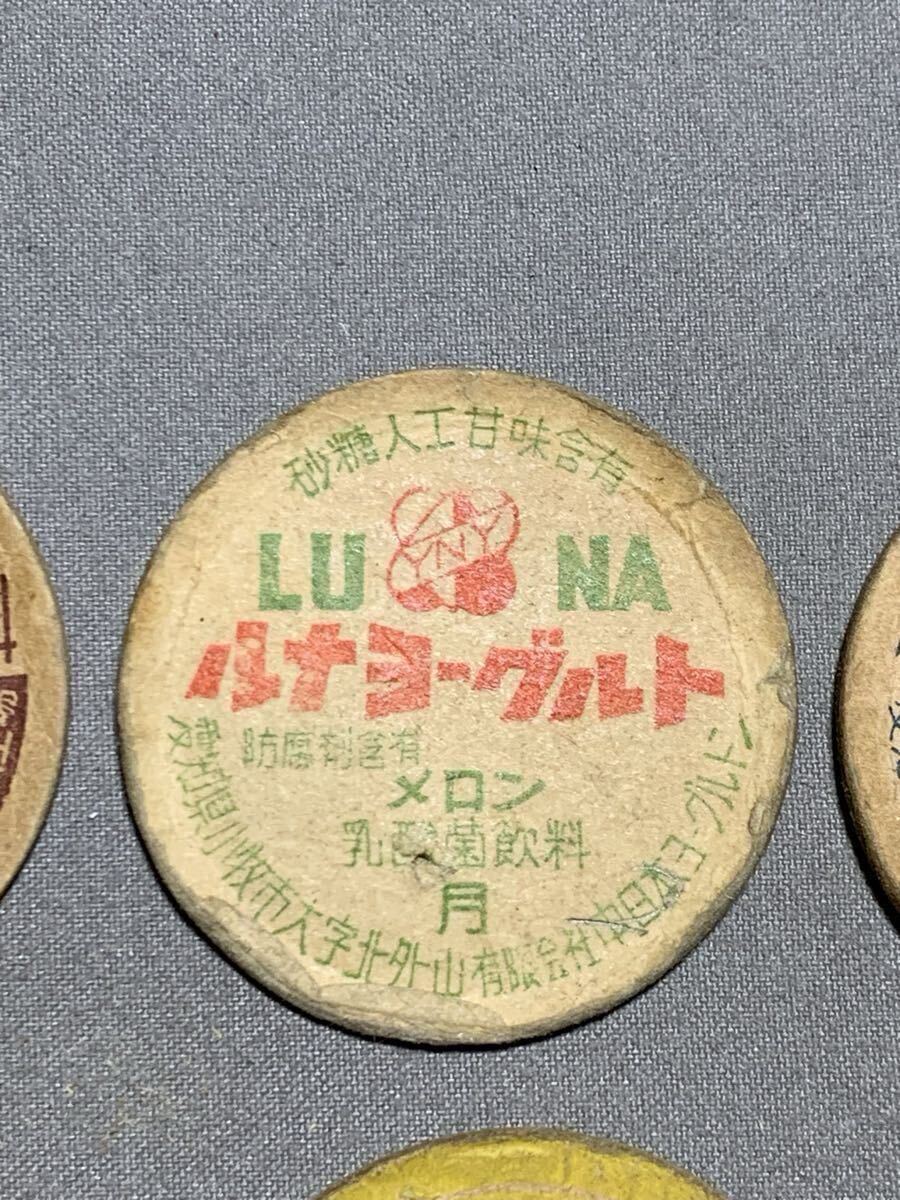 砂糖人工甘味含有
LU NA
YNY
ルナヨーグルト
防腐剤含有
メロン
乳酸菌飲料
月
愛知県小牧市大字北外山有限会社中日本ヨーグルトン